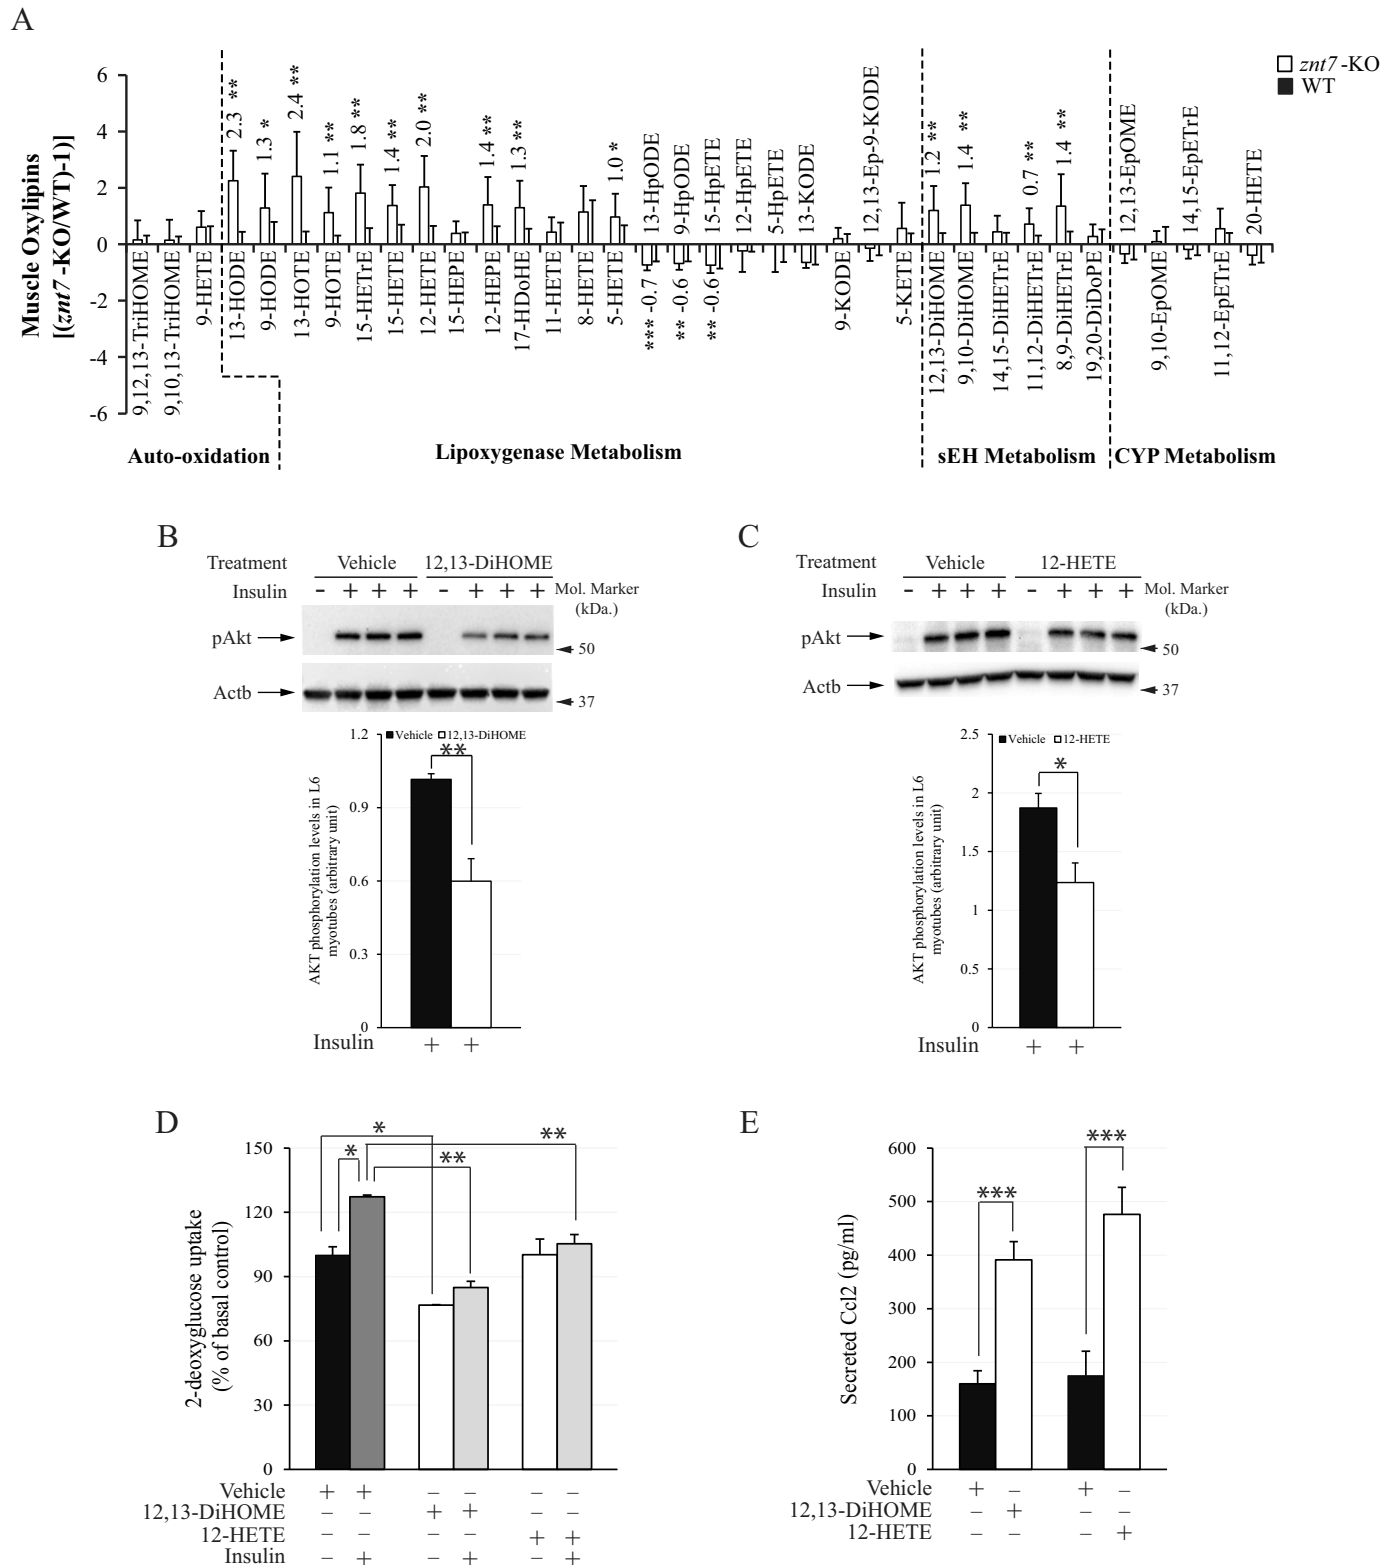 A
znt7-KO
WT
Muscle Oxylipins
[(znt7-KO/WT)-1)]
6
4
2
0
-2
-4
-6
2.3 **
1.3 *
2.4 **
1.1 **
1.8 **
1.4 **
2.0 **
1.4 **
1.3 **
1.0 *
*** -0.7
** -0.6
** -0.6
1.2 **
1.4 **
0.7 **
1.4 **
9,12,13-TriHOME
9,10,13-TriHOME
9-HETE
13-HODE
9-HODE
13-HOTE
9-HOTE
15-HETrE
15-HETE
12-HETE
15-HEPE
12-HEPE
17-HDoHE
11-HETE
8-HETE
5-HETE
13-HpODE
9-HpODE
15-HpETE
12-HpETE
5-HpETE
13-KODE
9-KODE
12,13-Ep-9-KODE
5-KETE
12,13-DiHOME
9,10-DiHOME
14,15-DiHETrE
11,12-DiHETrE
8,9-DiHETrE
19,20-DiDoPE
12,13-EpOME
9,10-EpOME
14,15-EpETrE
11,12-EpETrE
20-HETE
Auto-oxidation
Lipoxygenase Metabolism
sEH Metabolism
CYP Metabolism
B
Treatment Vehicle 12,13-DiHOME
Insulin - + + + - + + + Mol. Marker
(kDa.)
pAkt
50
Actb
37
Vehicle 12,13-DiHOME
**
AKT phosphorylation levels in L6
myotubes (arbitrary unit)
1.2
0.9
0.6
0.3
0
Insulin + +
C
Treatment Vehicle 12-HETE
Insulin - + + + - + + + Mol. Marker
(kDa.)
pAkt
50
Actb
37
Vehicle 12-HETE
*
AKT phosphorylation levels in L6
myotubes (arbitrary unit)
2.5
2
1.5
1
0.5
0
Insulin + +
D
2-deoxyglucose uptake
(% of basal control)
150
120
90
60
30
0
*
*
**
**
Vehicle + + – – – –
12,13-DiHOME – – + + – –
12-HETE – – – – + +
Insulin – + – + – +
E
Secreted Ccl2 (pg/ml)
600
500
400
300
200
100
0
***
***
Vehicle + – + –
12,13-DiHOME – + – –
12-HETE – – – +